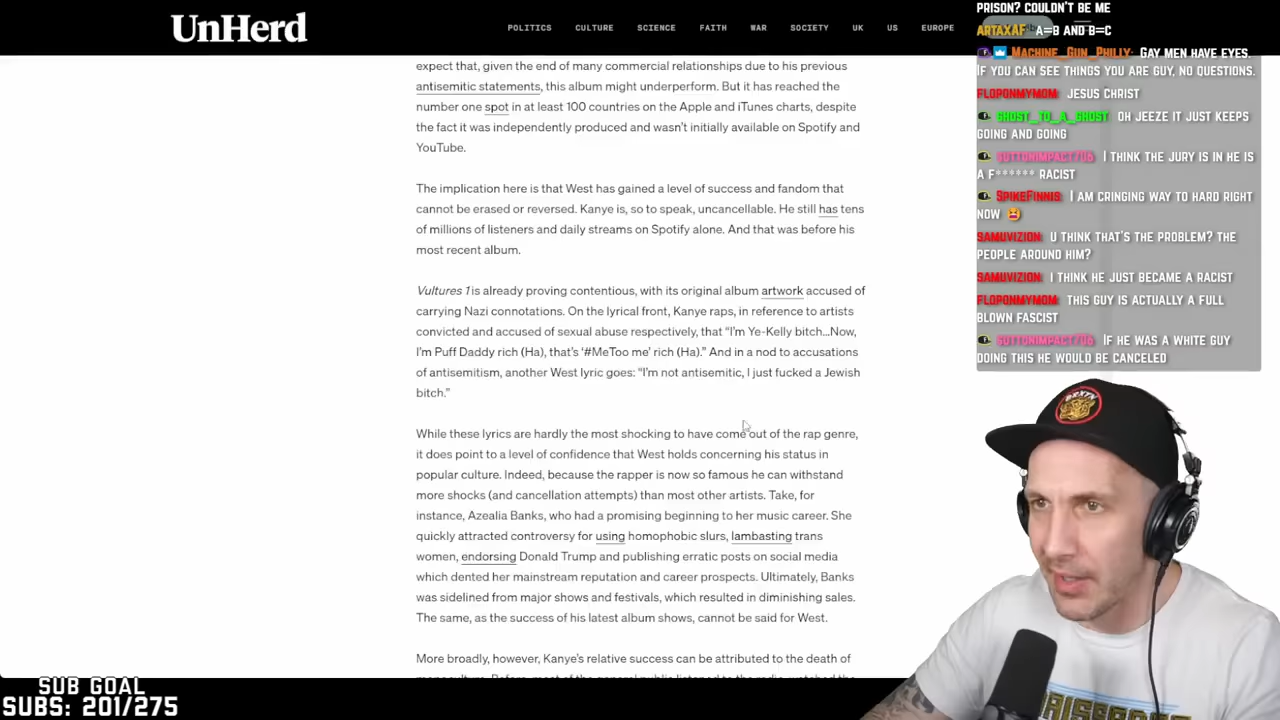 UnHerd
POLITICS CULTURE SCIENCE FAITH WAR SOCIETY UK US EUROPE
expect that, given the end of many commercial relationships due to his previous
antisemitic statements, this album might underperform. But it has reached the
number one spot in at least 100 countries on the Apple and iTunes charts, despite
the fact it was independently produced and wasn't initially available on Spotify and
YouTube.
The implication here is that West has gained a level of success and fandom that
cannot be erased or reversed. Kanye is, so to speak, uncancellable. He still has tens
of millions of listeners and daily streams on Spotify alone. And that was before his
most recent album.
Vultures 1 is already proving contentious, with its original album artwork accused of
carrying Nazi connotations. On the lyrical front, Kanye raps, in reference to artists
convicted and accused of sexual abuse respectively, that “I’m Ye-Kelly bitch...Now,
I’m Puff Daddy rich (Ha), that’s ‘#MeToo me’ rich (Ha).” And in a nod to accusations
of antisemitism, another West lyric goes: “I’m not antisemitic, I just fucked a Jewish
bitch.”
While these lyrics are hardly the most shocking to have come out of the rap genre,
it does point to a level of confidence that West holds concerning his status in
popular culture. Indeed, because the rapper is now so famous he can withstand
more shocks (and cancellation attempts) than most other artists. Take, for
instance, Azealia Banks, who had a promising beginning to her music career. She
quickly attracted controversy for using homophobic slurs, lambasting trans
women, endorsing Donald Trump and publishing erratic posts on social media
which dented her mainstream reputation and career prospects. Ultimately, Banks
was sidelined from major shows and festivals, which resulted in diminishing sales.
The same, as the success of his latest album shows, cannot be said for West.
More broadly, however, Kanye's relative success can be attributed to the death of
PRISON? COULDN'T BE ME
ARTAXAF: A=B AND B=C
MACHINE_GUN_PHILLY: GAY MEN HAVE EYES.
IF YOU CAN SEE THINGS YOU ARE GUY, NO QUESTIONS.
FLOPONMYMOM: JESUS CHRIST
GHOST_TO_A_GHOST: OH JEEZE IT JUST KEEPS
GOING AND GOING
SUTTONIMPACT706: I THINK THE JURY IS IN HE IS
A F****** RACIST
SPIKEFINNIS: I AM CRINGING WAY TO HARD RIGHT
NOW
SAMUVIZION: U THINK THAT'S THE PROBLEM? THE
PEOPLE AROUND HIM?
SAMUVIZION: I THINK HE JUST BECAME A RACIST
FLOPONMYMOM: THIS GUY IS ACTUALLY A FULL
BLOWN FASCIST
SUTTONIMPACT706: IF HE WAS A WHITE GUY
DOING THIS HE WOULD BE CANCELED
SUB GOAL
SUBS: 201/275